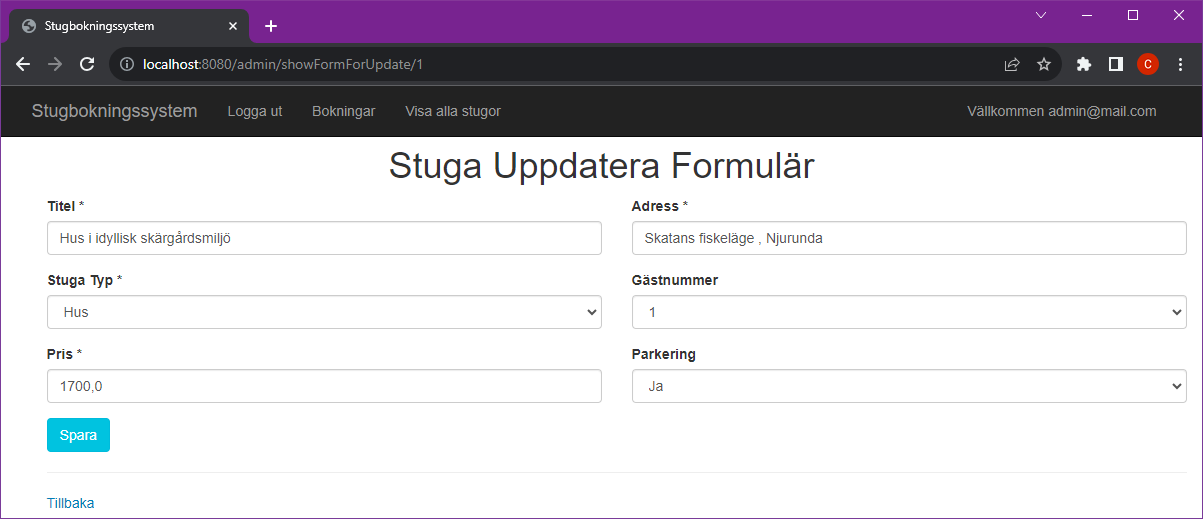 Stugbokningssystem
localhost:8080/admin/showFormForUpdate/1
C
Stugbokningssystem Logga ut Bokningar Visa alla stugor Vällkommen admin@mail.com
Stuga Uppdatera Formulär
Titel * Adress *
Hus i idyllisk skärgårdsmiljö Skatans fiskeläge , Njurunda
Stuga Typ * Gästnummer
Hus 1
Pris * Parkering
1700,0 Ja
Spara
Tillbaka